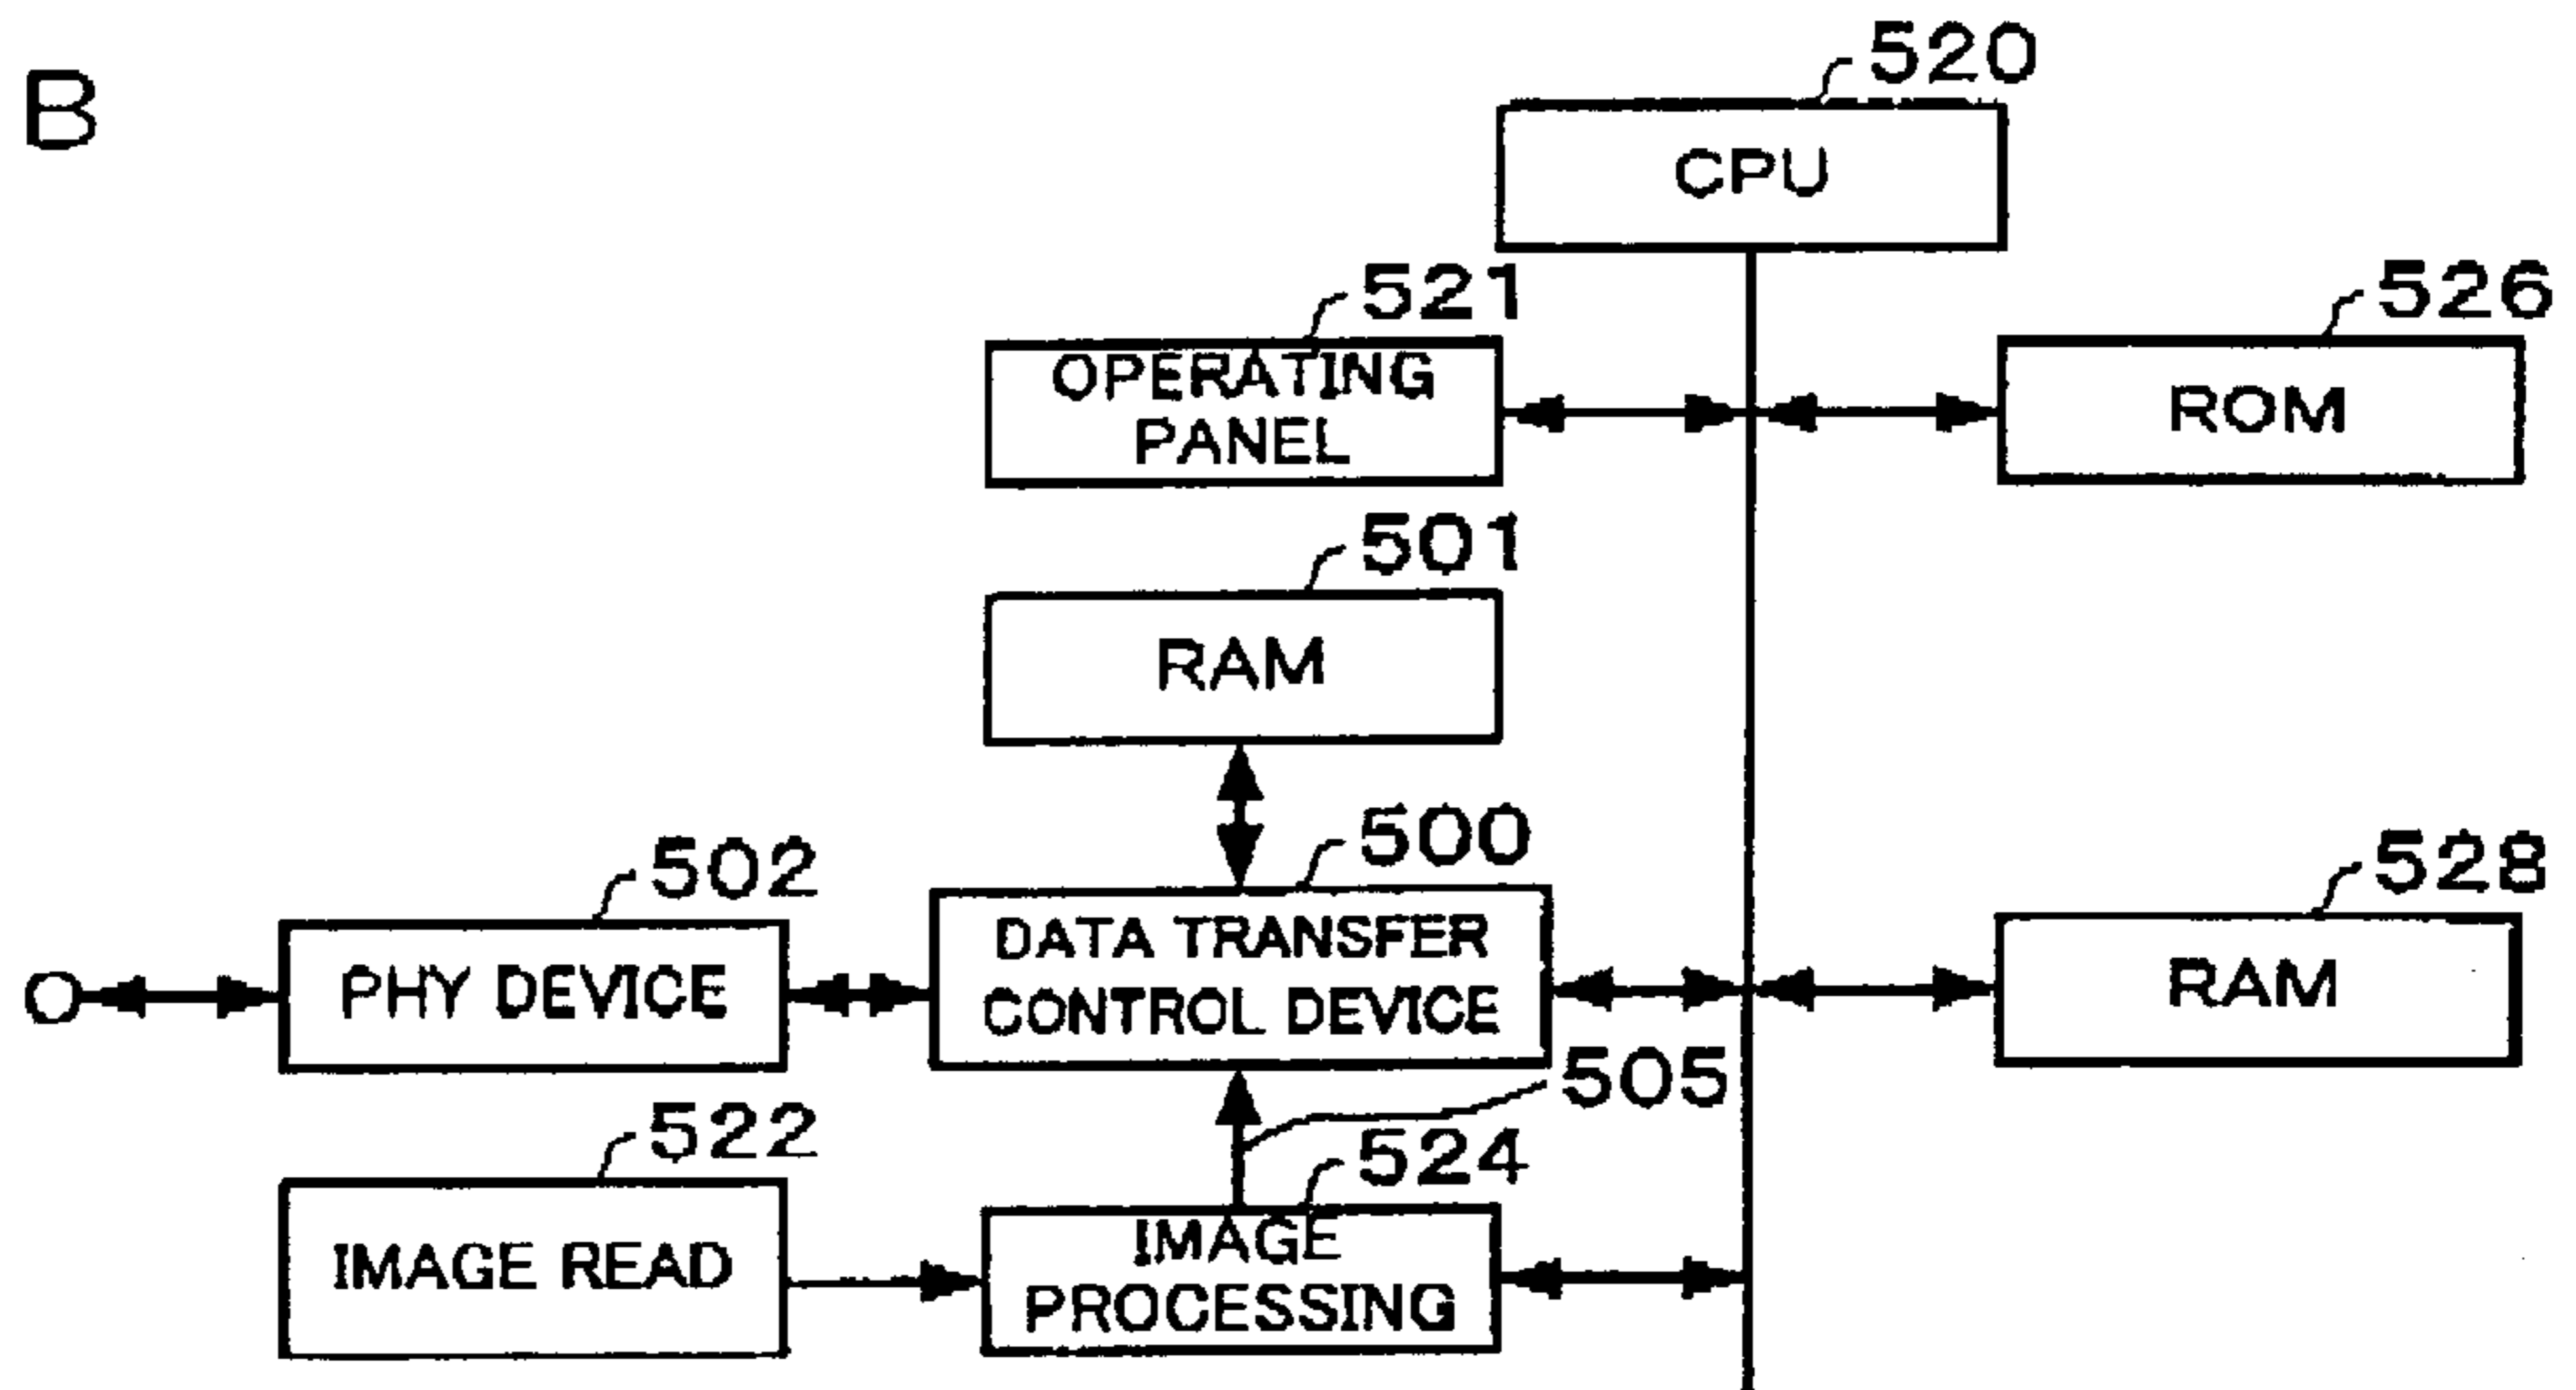 B
520
CPU
521
526
OPERATING
PANEL
ROM
501
RAM
500
502
528
DATA TRANSFER
CONTROL DEVICE
PHY DEVICE
RAM
505
522
524
IMAGE READ
IMAGE
PROCESSING